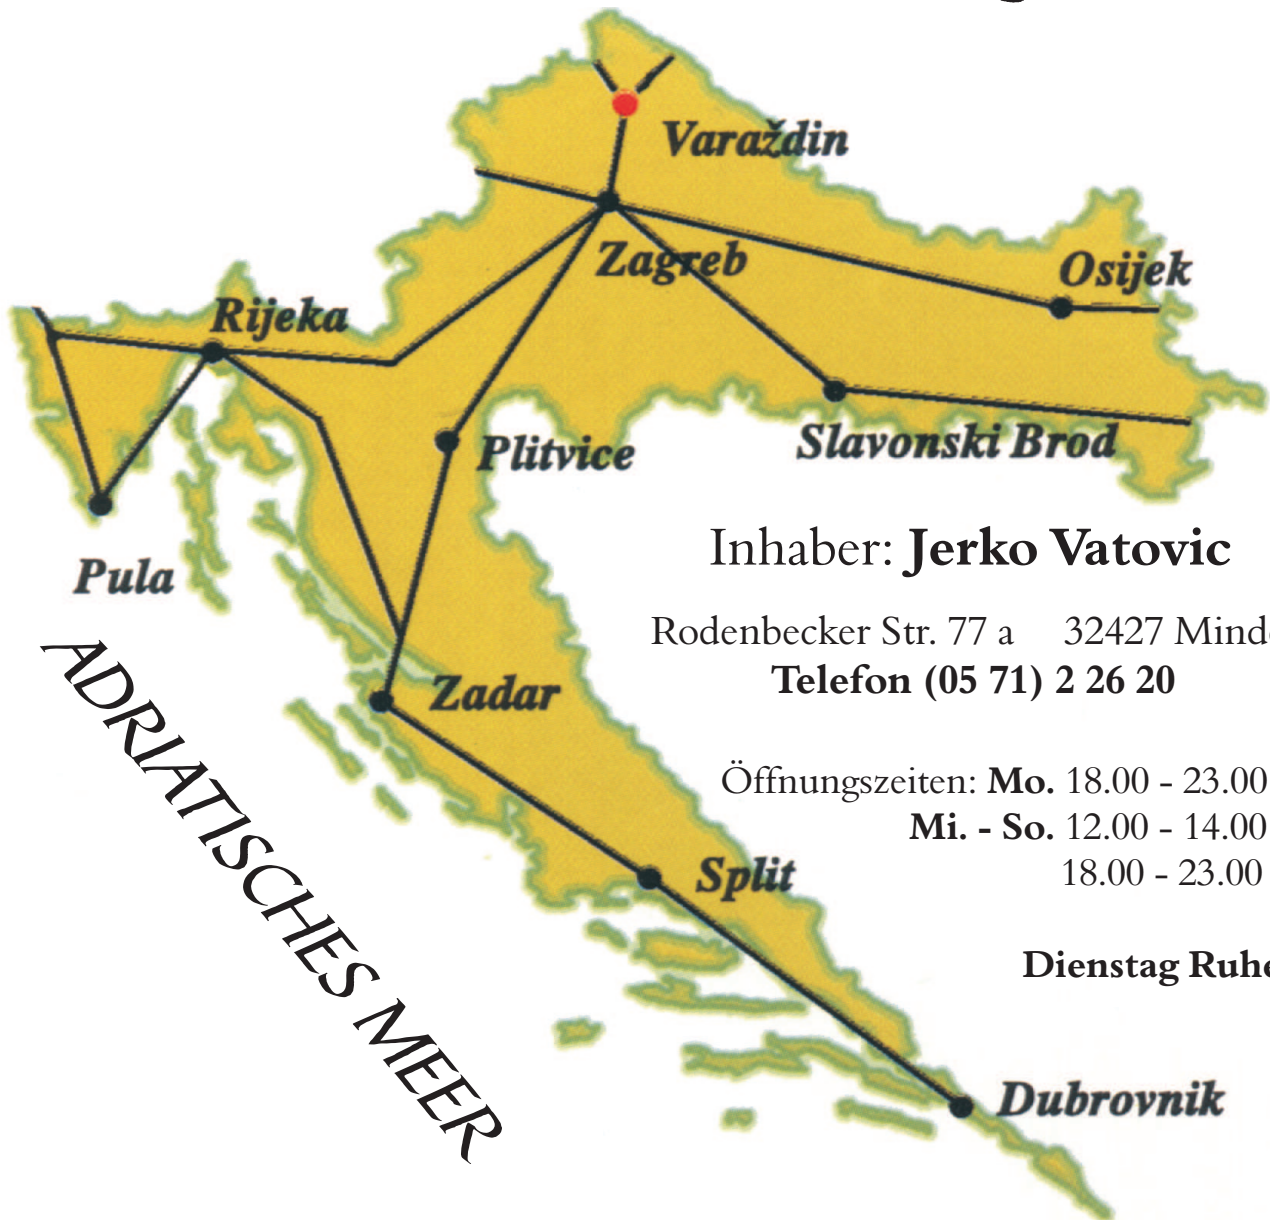 Varaždin
Zagreb
Osijek
Rijeka
Plitvice
Slavonski Brod
Inhaber: Jerko Vatovic
Pula
Rodenbecker Str. 77 a 32427
Telefon (05 71) 2 26 20
Zadar
ADRIATISCHES MEER
Öffnungszeiten: Mo. 18.00 - 23.00
Mi. - So. 12.00 - 14.00
18.00 - 23.00
Split
Dienstag
Dubrovnik